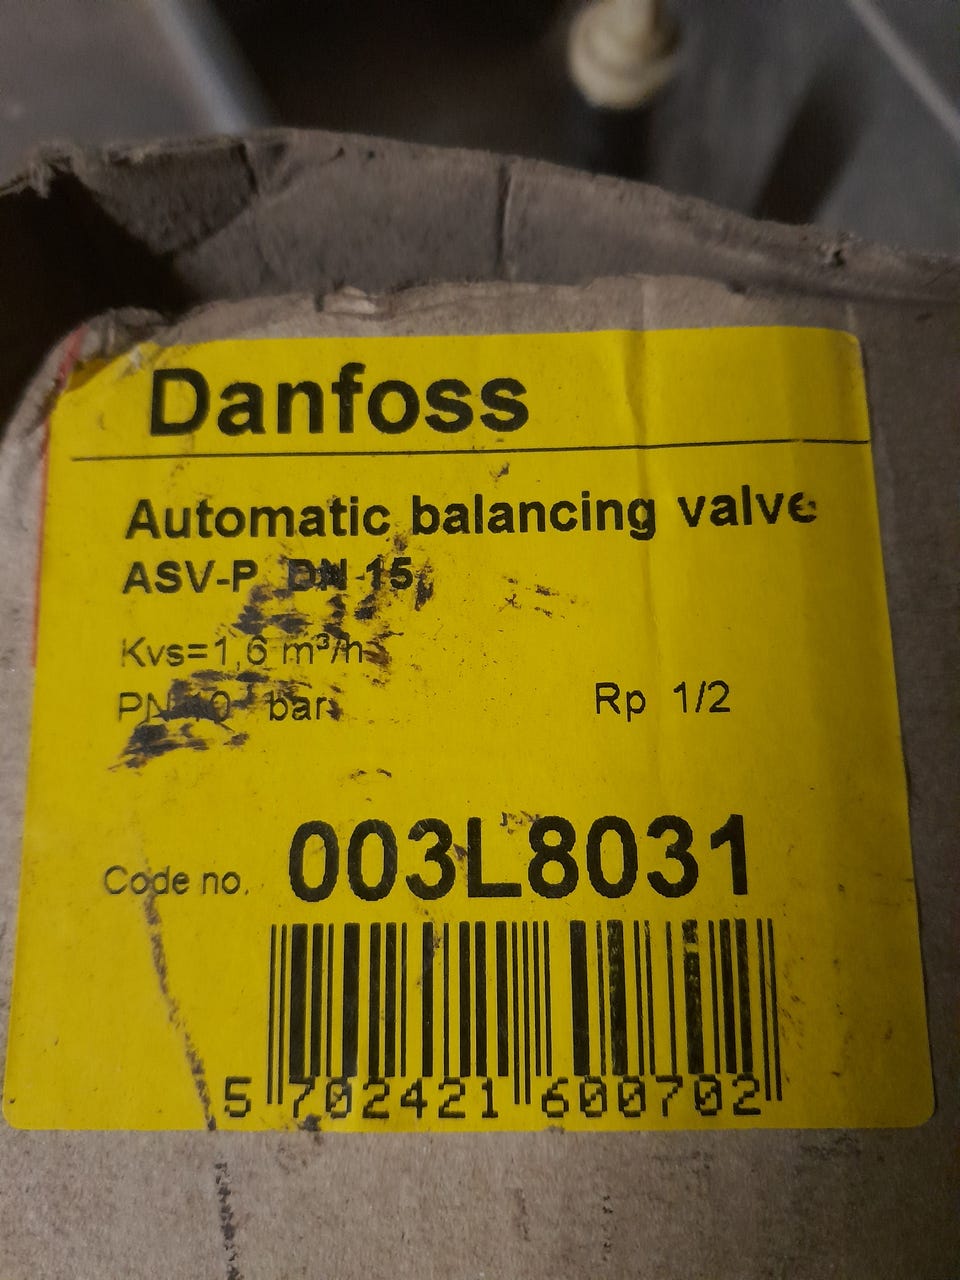 Danfoss
Automatic balancing valve
ASV-P DN 15
Kvs=1,6 m³/h
PN 10 bar
Rp 1/2
Code no. 003L8031
5 702421 600702